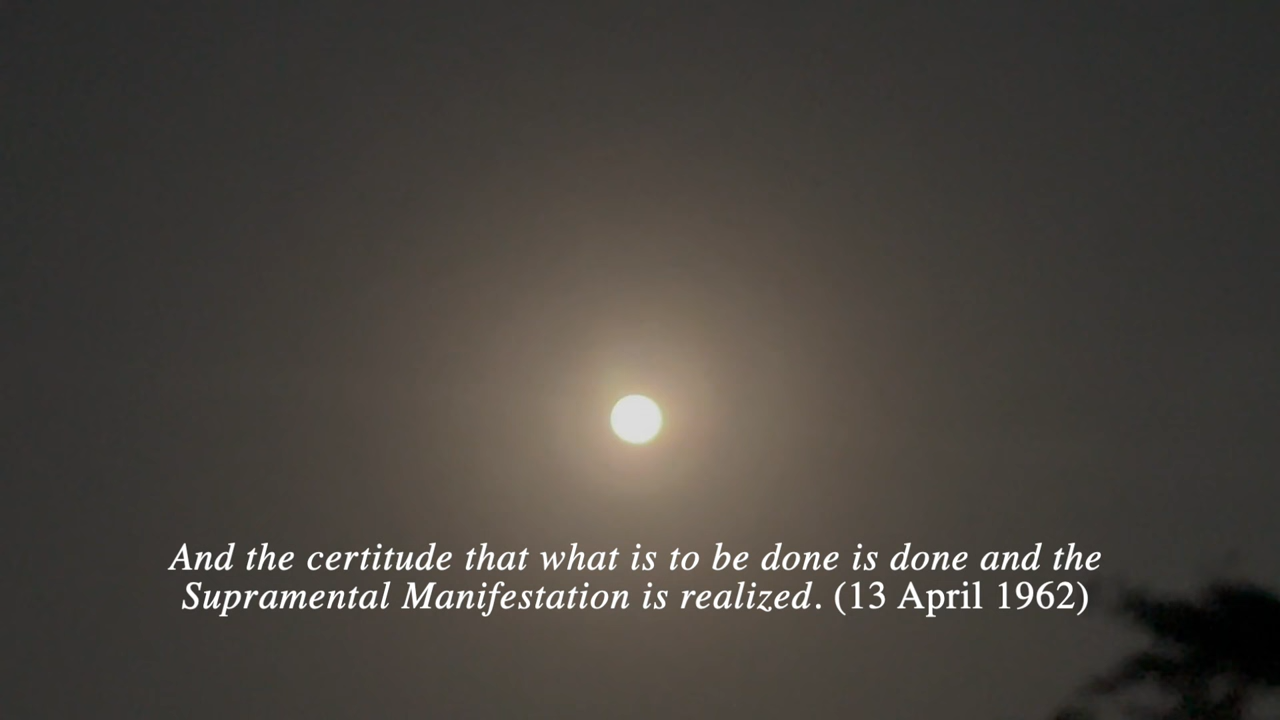 And the certitude that what is to be done is done and the
Supramental Manifestation is realized. (13 April 1962)